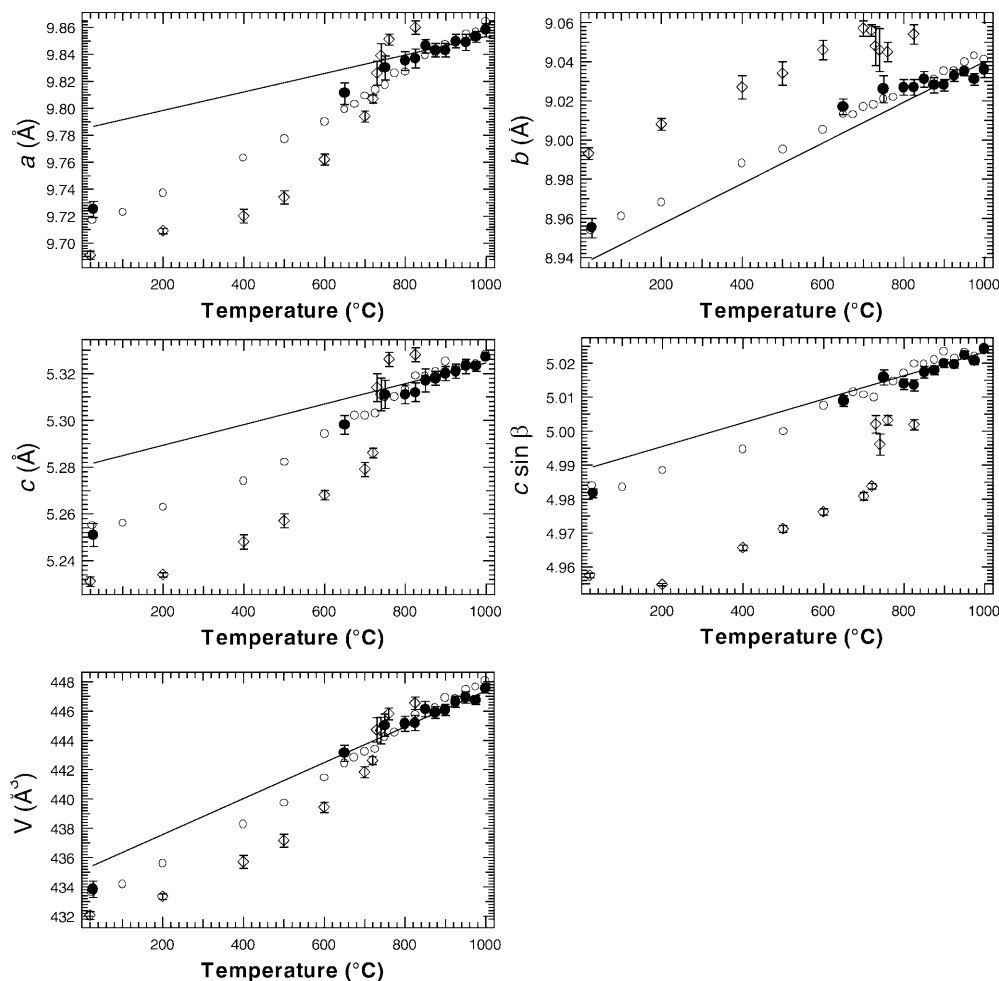 9.86
9.84
9.82
9.80
9.78
9.76
9.74
9.72
9.70
a (Å)
200 400 600 800 1000
Temperature (°C)
9.06
9.04
9.02
9.00
8.98
8.96
8.94
b (Å)
200 400 600 800 1000
Temperature (°C)
5.32
5.30
5.28
5.26
5.24
c (Å)
200 400 600 800 1000
Temperature (°C)
5.02
5.01
5.00
4.99
4.98
4.97
4.96
c sin β
200 400 600 800 1000
Temperature (°C)
448
446
444
442
440
438
436
434
432
V (Å³)
200 400 600 800 1000
Temperature (°C)